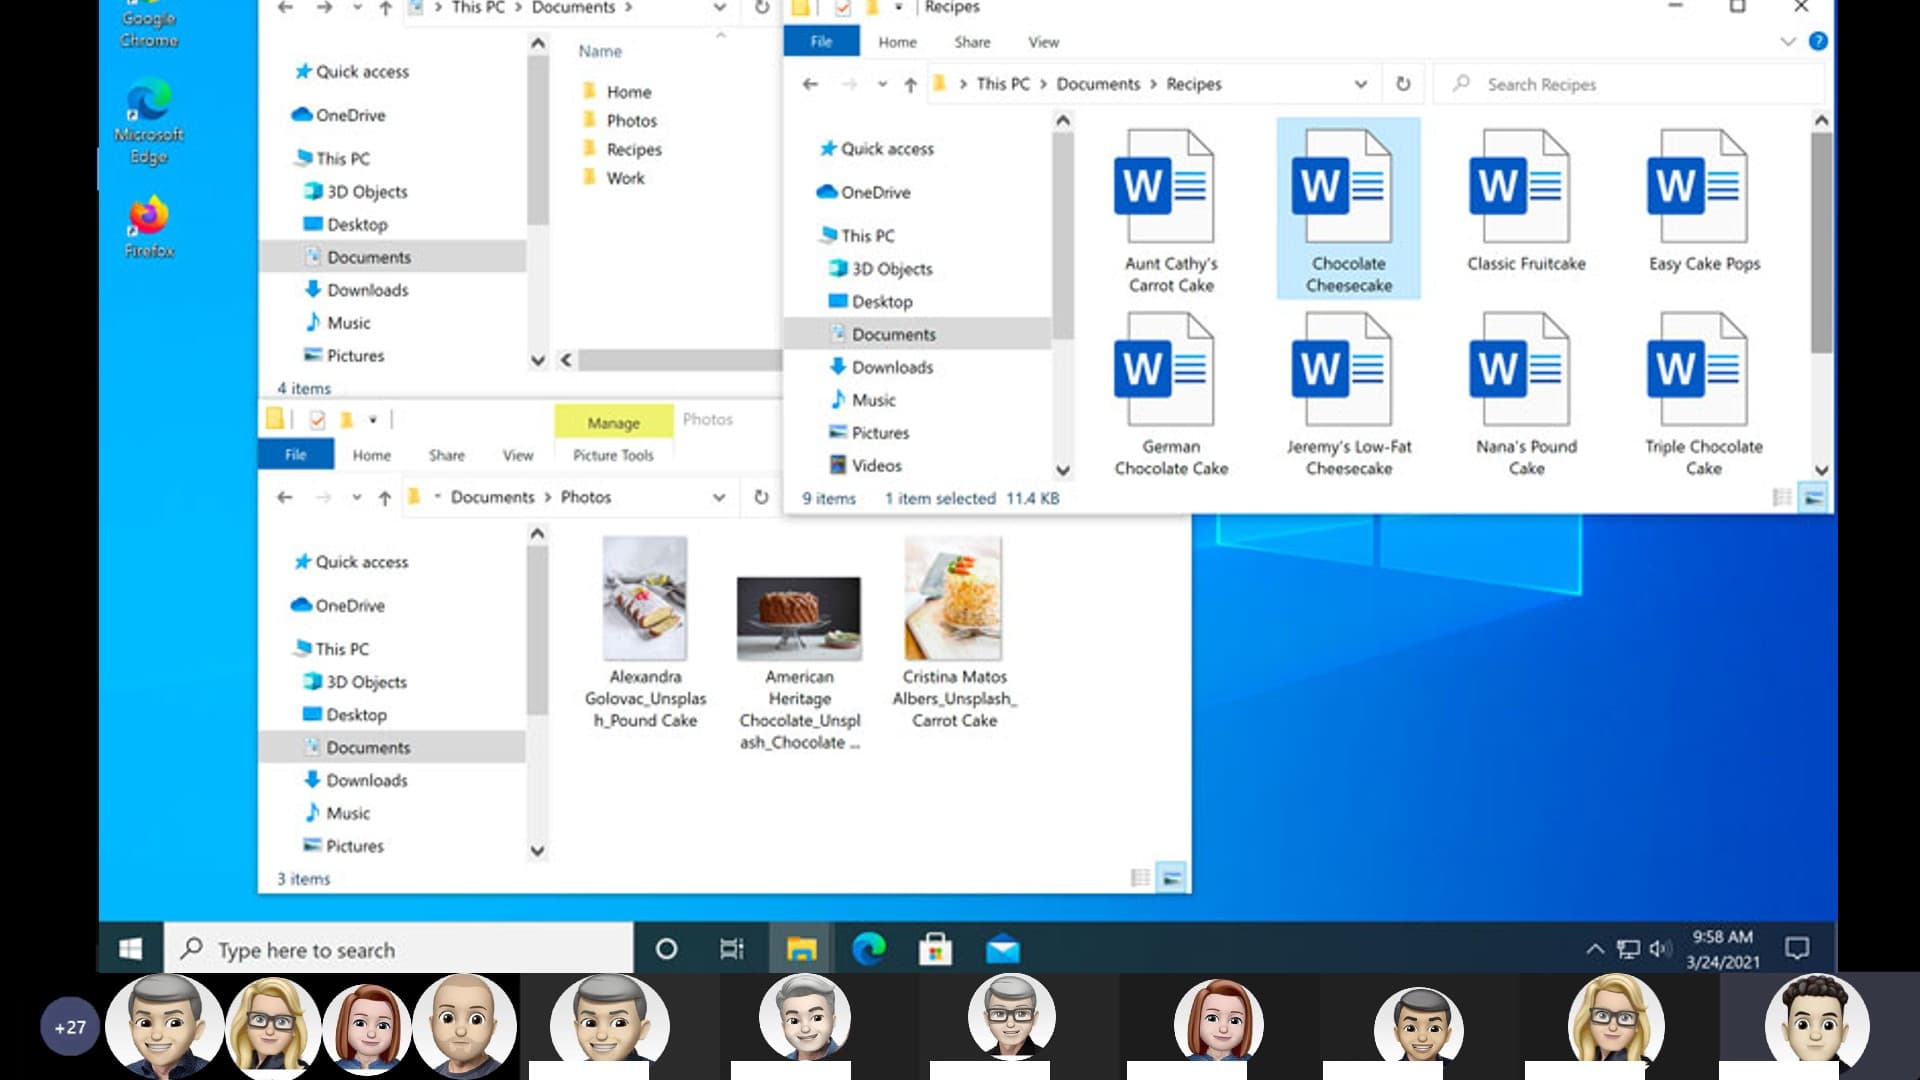 Google
Chrome
Microsoft
Edge
Firefox
This PC > Documents >
Quick access
OneDrive
This PC
3D Objects
Desktop
Documents
Downloads
Music
Pictures
4 items
Name
Home
Photos
Recipes
Work
Recipes
File Home Share View
This PC > Documents > Recipes
Search Recipes
Quick access
OneDrive
This PC
3D Objects
Desktop
Documents
Downloads
Music
Pictures
Videos
Aunt Cathy's
Carrot Cake
Chocolate
Cheesecake
Classic Fruitcake
Easy Cake Pops
German
Chocolate Cake
Jeremy's Low-Fat
Cheesecake
Nana's Pound
Cake
Triple Chocolate
Cake
9 items 1 item selected 11.4 KB
Manage Photos
File Home Share View Picture Tools
Documents > Photos
Quick access
OneDrive
This PC
3D Objects
Desktop
Documents
Downloads
Music
Pictures
3 items
Alexandra
Golovac_Unsplas
h_Pound Cake
American
Heritage
Chocolate_Unspl
ash_Chocolate ...
Cristina Matos
Albers_Unsplash_
Carrot Cake
Type here to search
9:58 AM
3/24/2021
+27